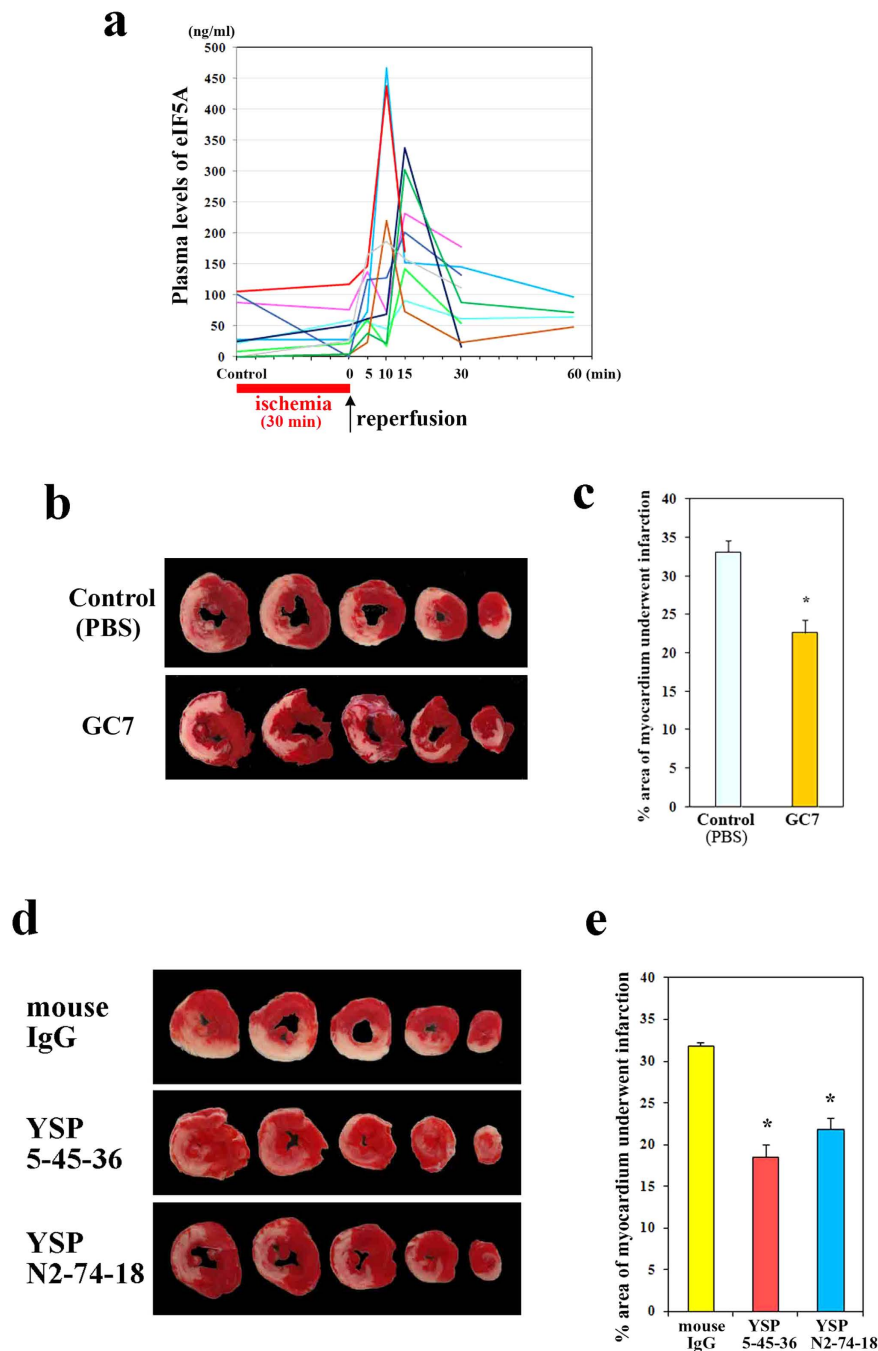 a
(ng/ml)
Plasma levels of eIF5A
500
450
400
350
300
250
200
150
100
50
0
Control 0 5 10 15 30 60 (min)
ischemia
(30 min)
reperfusion
b
Control
(PBS)
GC7
c
% area of myocardium underwent infarction
40
35
30
25
20
15
10
5
0
*
Control
(PBS)
GC7
d
mouse
IgG
YSP
5-45-36
YSP
N2-74-18
e
% area of myocardium underwent infarction
40
35
30
25
20
15
10
5
0
*
*
mouse
IgG
YSP
5-45-36
YSP
N2-74-18